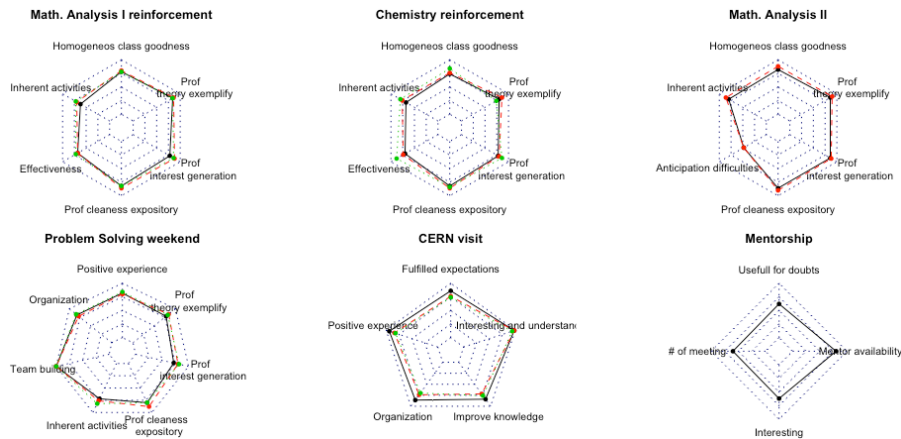 Math. Analysis I reinforcement
Homogeneos class goodness
Inherent activities
Prof
theory exemplify
Effectiveness
Prof
interest generation
Prof cleaness expository
Chemistry reinforcement
Homogeneos class goodness
Inherent activities
Prof
theory exemplify
Effectiveness
Prof
interest generation
Prof cleaness expository
Math. Analysis II
Homogeneos class goodness
Inherent activities
Prof
theory exemplify
Anticipation difficulties
Prof
interest generation
Prof cleaness expository
Problem Solving weekend
Positive experience
Organization
Prof
theory exemplify
Team building
Prof
interest generation
Inherent activities
Prof cleaness
expository
CERN visit
Fulfilled expectations
Positive experience
Interesting and understan
Organization
Improve knowledge
Mentorship
Usefull for doubts
# of meeting
Mentor availability
Interesting